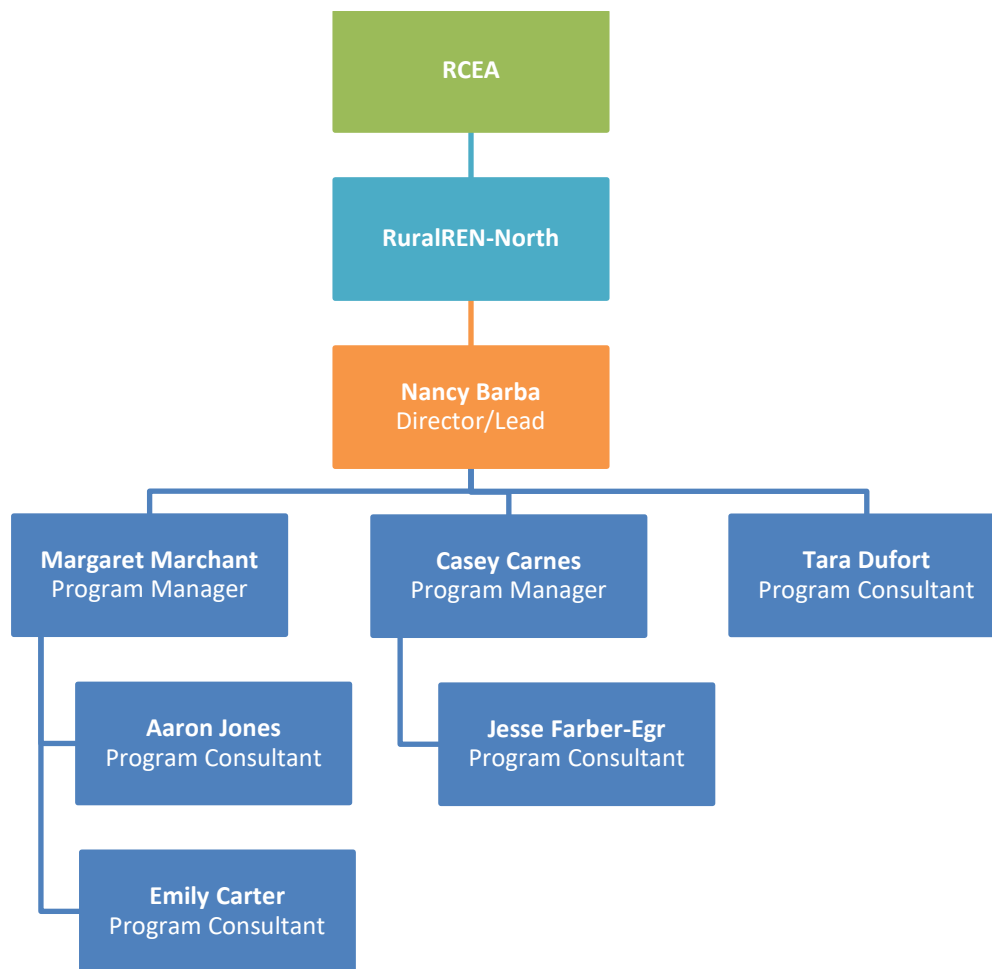 RCEA
RuralREN-North
Nancy Barba
Director/Lead
Margaret Marchant
Program Manager
Casey Carnes
Program Manager
Tara Dufort
Program Consultant
Aaron Jones
Program Consultant
Jesse Farber-Egr
Program Consultant
Emily Carter
Program Consultant